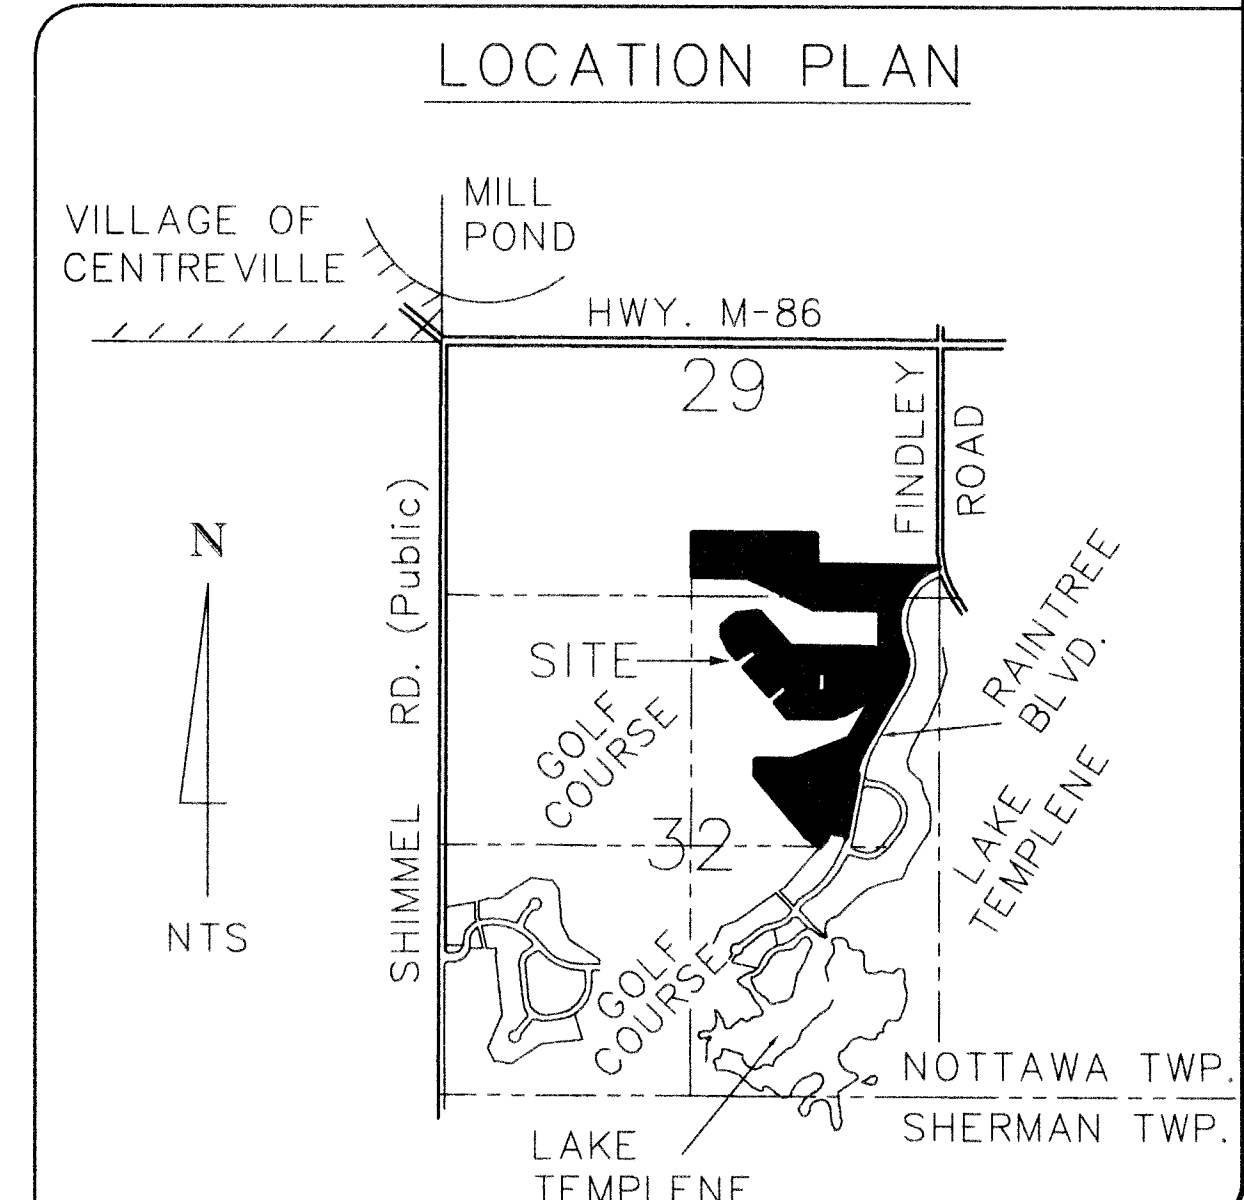 LOCATION PLAN
VILLAGE OF
CENTREVILLE
MILL
POND
HWY. M-86
29
FINDLEY
ROAD
N
SHIMMEL RD. (Public)
SITE
GOLF
COURSE
RAINTREE
BLVD.
LAKE
TEMPLENE
32
NTS
GOLF
COURSE
NOTTAWA TWP.
SHERMAN TWP.
LAKE
TEMPLENE